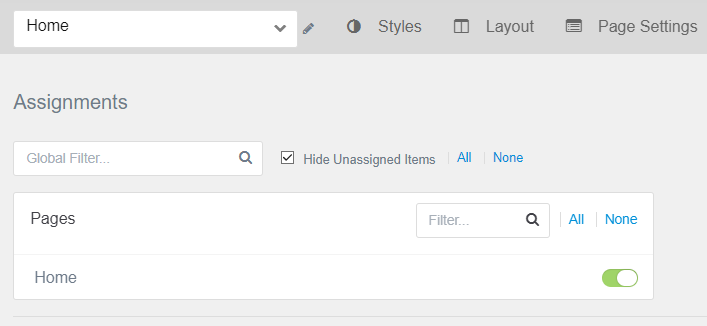 Home Styles Layout Page Settings
Assignments
Global Filter... Hide Unassigned Items All None
Pages Filter... All None
Home